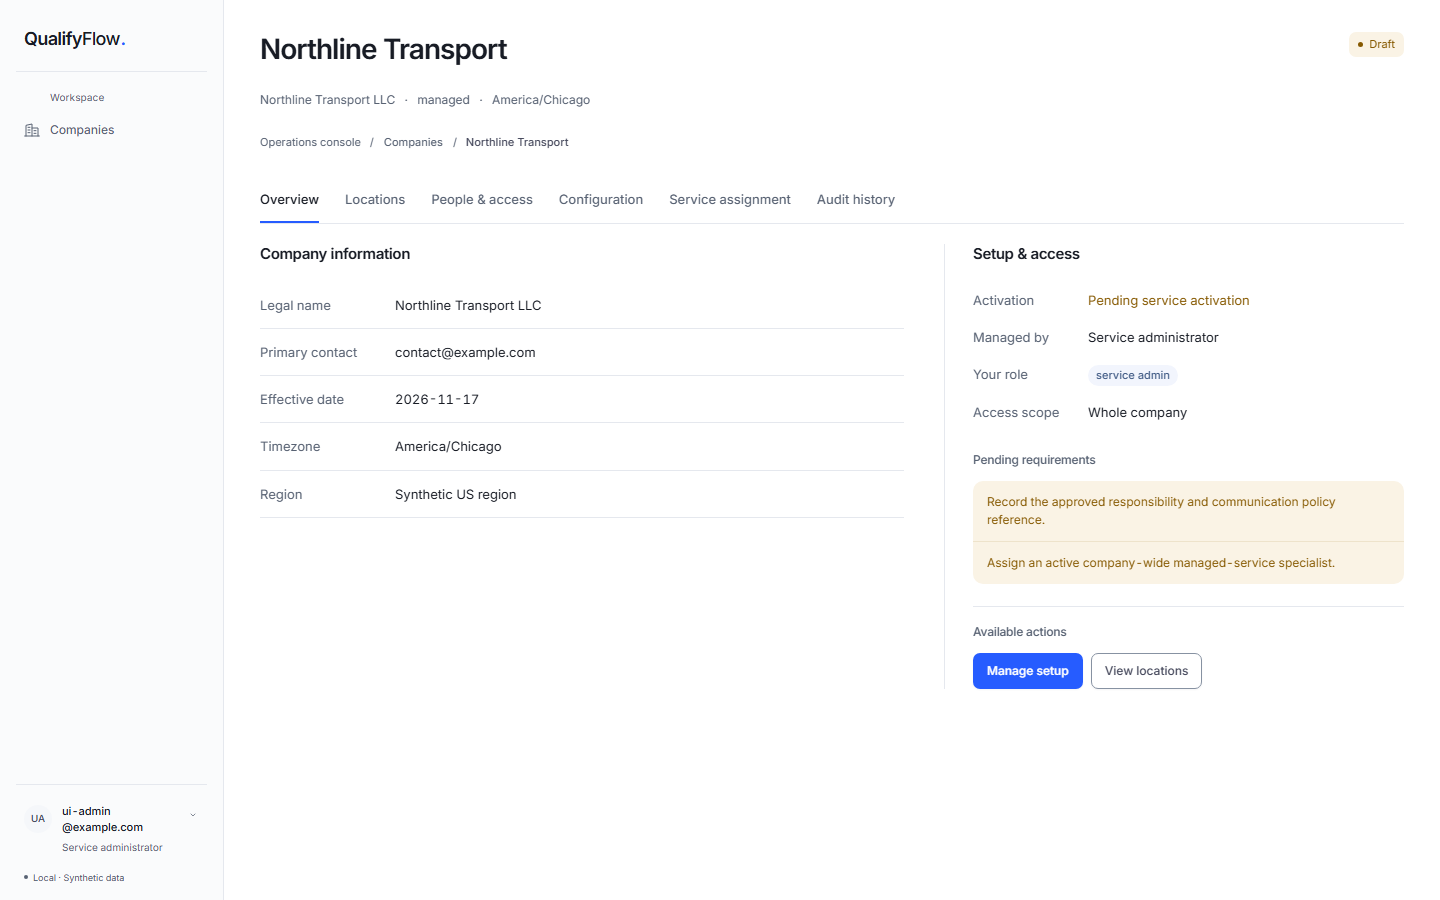 QualifyFlow.
Workspace
Companies
ui-admin
@example.com
UA
Service administrator
Local · Synthetic data
Northline Transport
Draft
Northline Transport LLC · managed · America/Chicago
Operations console / Companies / Northline Transport
Overview Locations People & access Configuration Service assignment Audit history
Company information
Legal name Northline Transport LLC
Primary contact contact@example.com
Effective date 2026-11-17
Timezone America/Chicago
Region Synthetic US region
Setup & access
Activation Pending service activation
Managed by Service administrator
Your role service admin
Access scope Whole company
Pending requirements
Record the approved responsibility and communication policy
reference.
Assign an active company-wide managed-service specialist.
Available actions
Manage setup View locations